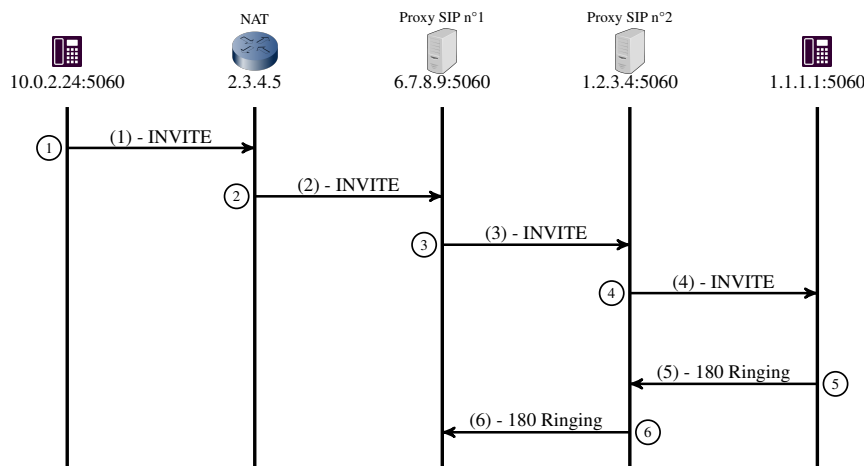 NAT
Proxy SIP n°1
Proxy SIP n°2
10.0.2.24:5060
2.3.4.5
6.7.8.9:5060
1.2.3.4:5060
1.1.1.1:5060
1
(1) - INVITE
2
(2) - INVITE
3
(3) - INVITE
4
(4) - INVITE
(5) - 180 Ringing
5
(6) - 180 Ringing
6